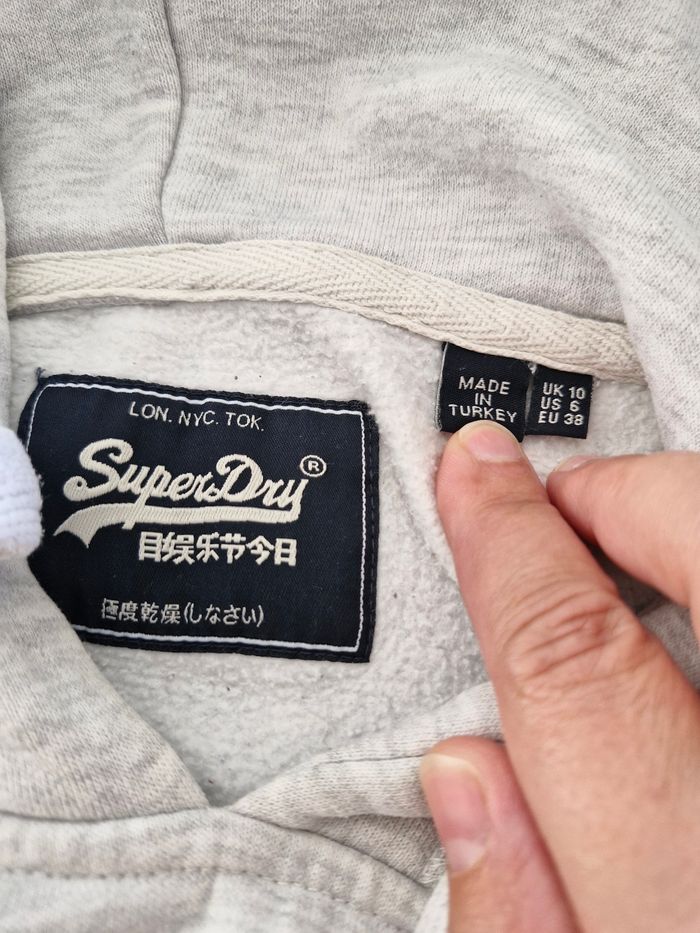 LON. NYC. TOK.
SuperDry®
目娱乐节今日
極度乾燥(しなさい)
MADE
IN
TURKEY
UK 10
US 6
EU 38